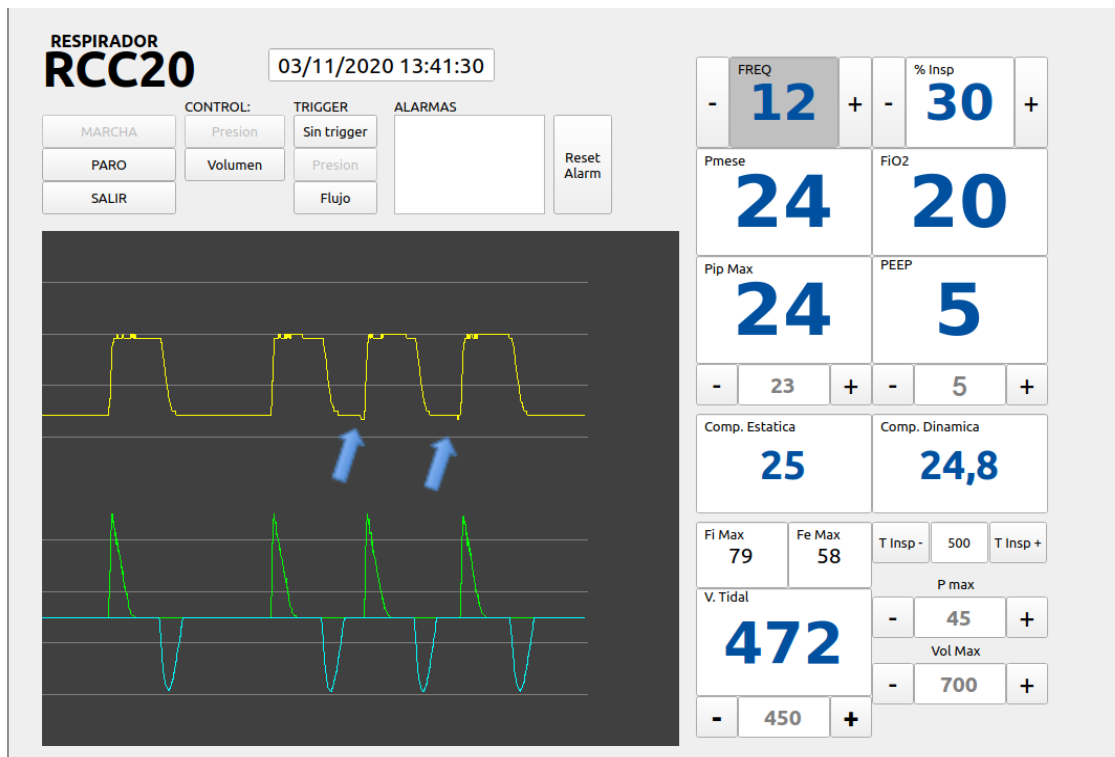 RESPIRADOR
RCC20
03/11/2020 13:41:30
CONTROL: TRIGGER ALARMAS
MARCHA Presion Sin trigger
PARO Volumen Presion
SALIR Flujo
Reset
Alarm
FREQ
- 12 +
% Insp
- 30 +
Pmese
24
FiO2
20
Pip Max
24
PEEP
5
- 23 + - 5 +
Comp. Estatica
25
Comp. Dinamica
24,8
Fi Max
79
Fe Max
58
T Insp - 500 T Insp +
V. Tidal
472
- 450 +
P max
- 45 +
Vol Max
- 700 +